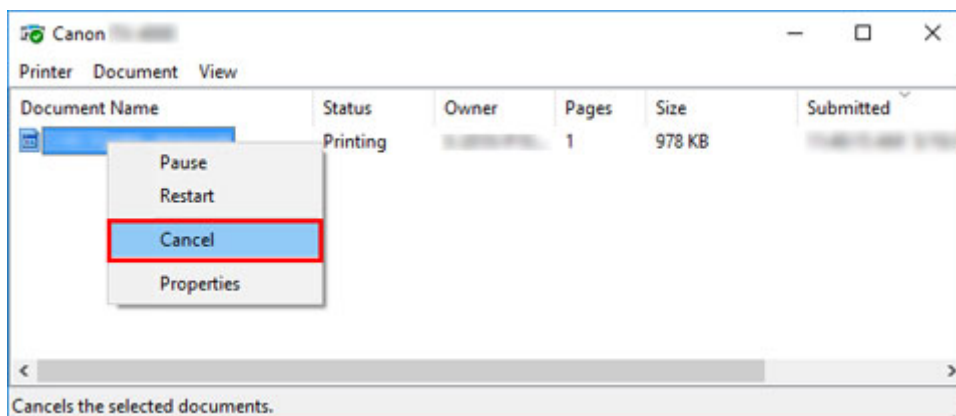 Canon
Printer Document View
Document Name Status Owner Pages Size Submitted
Printing 1 978 KB
Pause
Restart
Cancel
Properties
Cancels the selected documents.